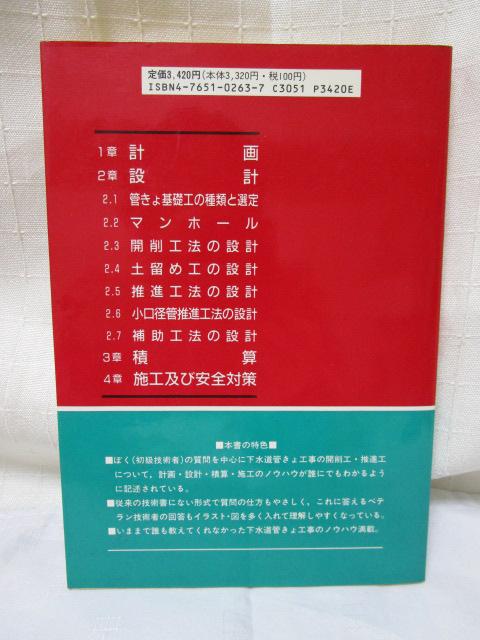 定価3,420円(本体3,320円・税100円)
ISBN4-7651-0263-7 C3051 P3420E
1章 計画
2章 設計
2.1 管きょ基礎工の種類と選定
2.2 マンホール
2.3 開削工法の設計
2.4 土留め工の設計
2.5 推進工法の設計
2.6 小口径管推進工法の設計
2.7 補助工法の設計
3章 積算
4章 施工及び安全対策
■本書の特色■
■ぼく(初級技術者)の質問を中心に下水道管きょ工事の開削工・推進工
について,計画・設計・積算・施工のノウハウが誰にでもわかるよう
に記述されている。
■従来の技術書にない形式で質問の仕方もやさしく,これに答えるベテ
ラン技術者の回答もイラスト・図を多く入れて理解しやすくなっている。
■いままで誰も教えてくれなかった下水道管きょ工事のノウハウ満載。